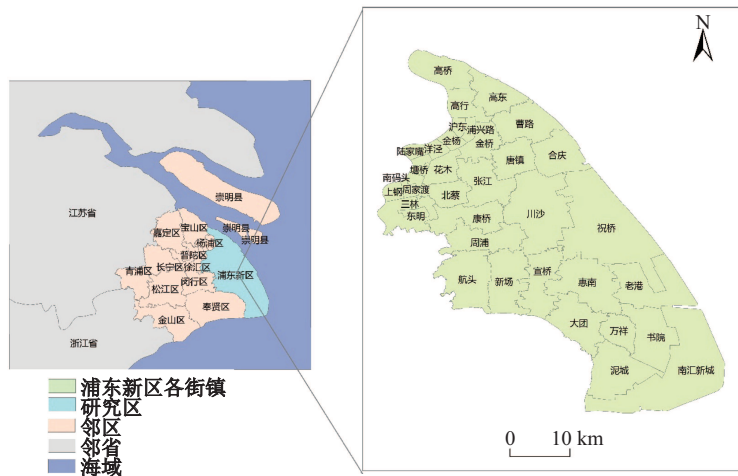 江苏省
浙江省
崇明县
崇明县
崇明县
嘉定区
宝山区
杨浦区
普陀区
长宁区
徐汇区
青浦区
闵行区
松江区
浦东新区
奉贤区
金山区
浦东新区各街镇
研究区
邻区
邻省
海域
N
高桥
高行
高东
沪东
浦兴路
曹路
金杨
金桥
陆家嘴
洋泾
唐镇
合庆
塘桥
花木
南码头
张江
上钢
周家渡
北蔡
三林
东明
康桥
川沙
祝桥
周浦
航头
新场
宣桥
惠南
老港
大团
万祥
书院
泥城
南汇新城
0 10 km